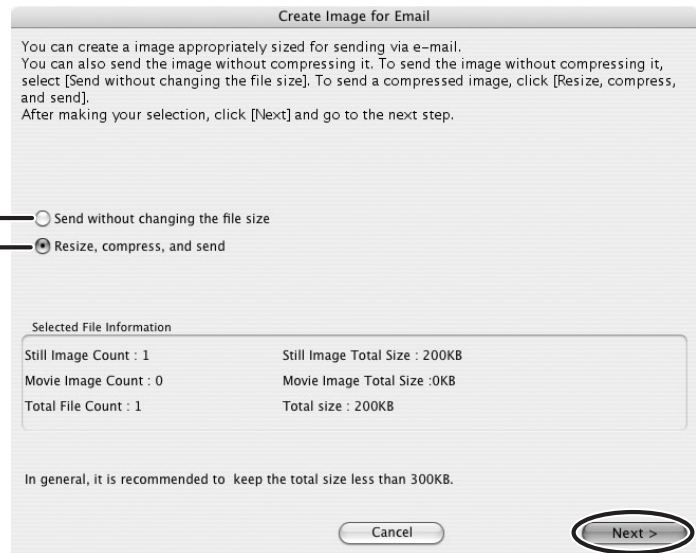 Create Image for Email
You can create a image appropriately sized for sending via e-mail.
You can also send the image without compressing it. To send the image without compressing it,
select [Send without changing the file size]. To send a compressed image, click [Resize, compress,
and send].
After making your selection, click [Next] and go to the next step.
Send without changing the file size
Resize, compress, and send
Selected File Information
Still Image Count : 1 Still Image Total Size : 200KB
Movie Image Count : 0 Movie Image Total Size :0KB
Total File Count : 1 Total size : 200KB
In general, it is recommended to keep the total size less than 300KB.
Cancel Next >